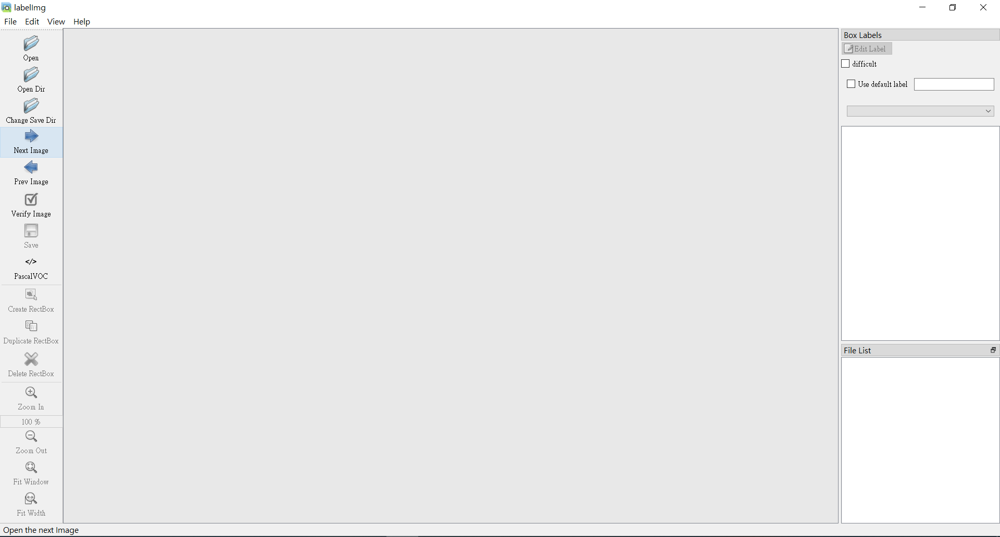 labelImg
File Edit View Help
Open
Open Dir
Change Save Dir
Next Image
Prev Image
Verify Image
Save
</>
PascalVOC
Create RectBox
Duplicate RectBox
Delete RectBox
Zoom In
100 %
Zoom Out
Fit Window
Fit Width
Box Labels
Edit Label
difficult
Use default label
File List
Open the next Image